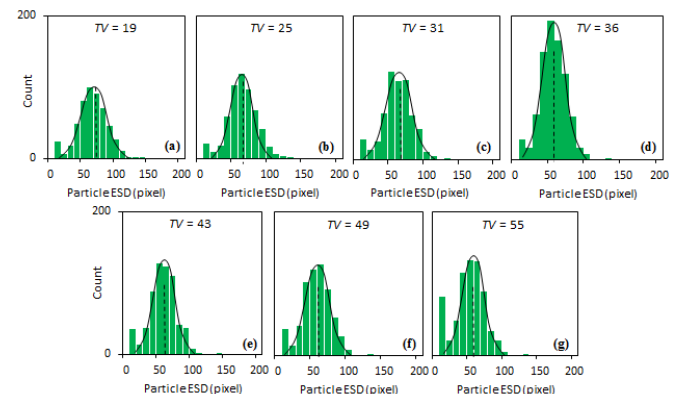 200
TV = 19
TV = 25
TV = 31
TV = 36
Count
(a)
(b)
(c)
(d)
0
0 50 100 150 200
0 50 100 150 200
0 50 100 150 200
0 50 100 150 200
Particle ESD (pixel)
Particle ESD (pixel)
Particle ESD (pixel)
Particle ESD (pixel)
200
TV = 43
TV = 49
TV = 55
Count
(e)
(f)
(g)
0
0 50 100 150 200
0 50 100 150 200
0 50 100 150 200
Particle ESD (pixel)
Particle ESD (pixel)
Particle ESD (pixel)